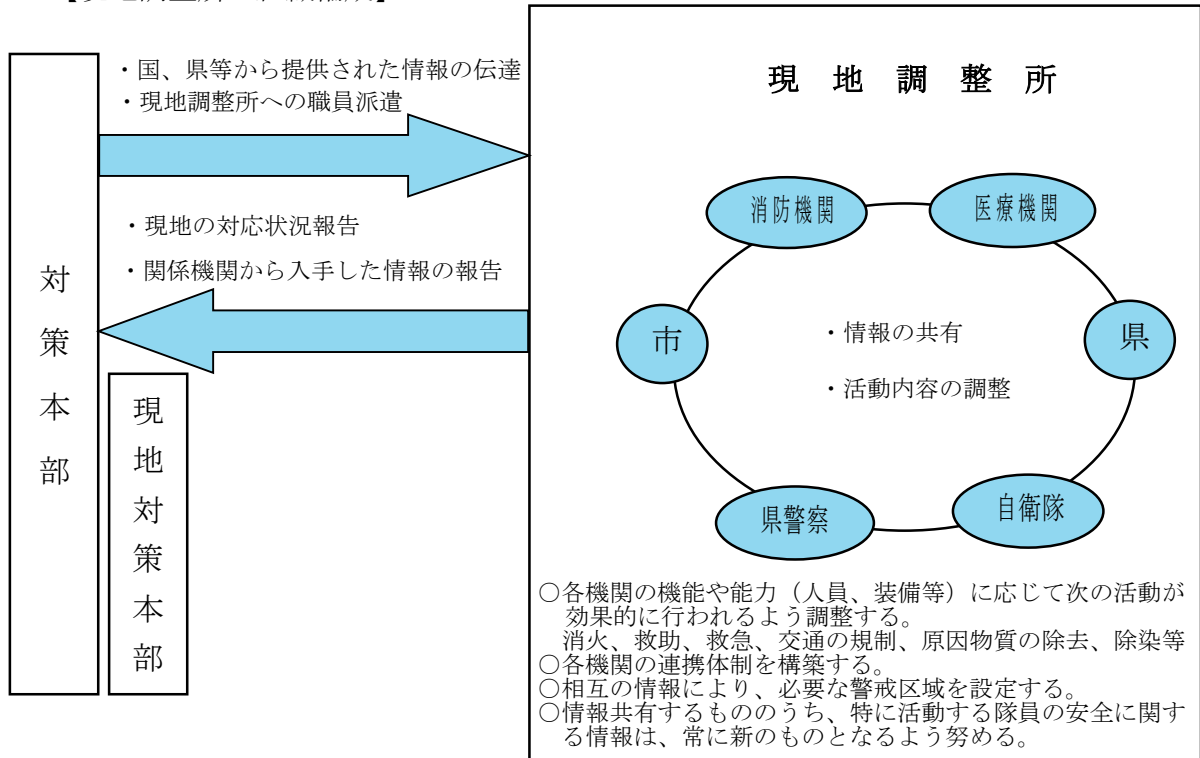 ・国、県等から提供された情報の伝達
・現地調整所への職員派遣
・現地の対応状況報告
・関係機関から入手した情報の報告
対策本部
現地対策本部
現地調整所
消防機関
医療機関
市
県
・情報の共有
・活動内容の調整
県警察
自衛隊
○各機関の機能や能力（人員、装備等）に応じて次の活動が
効果的に行われるよう調整する。
消火、救助、救急、交通の規制、原因物質の除去、除染等
○各機関の連携体制を構築する。
○相互の情報により、必要な警戒区域を設定する。
○情報共有するもののうち、特に活動する隊員の安全に関す
る情報は、常に新のものとなるよう努める。